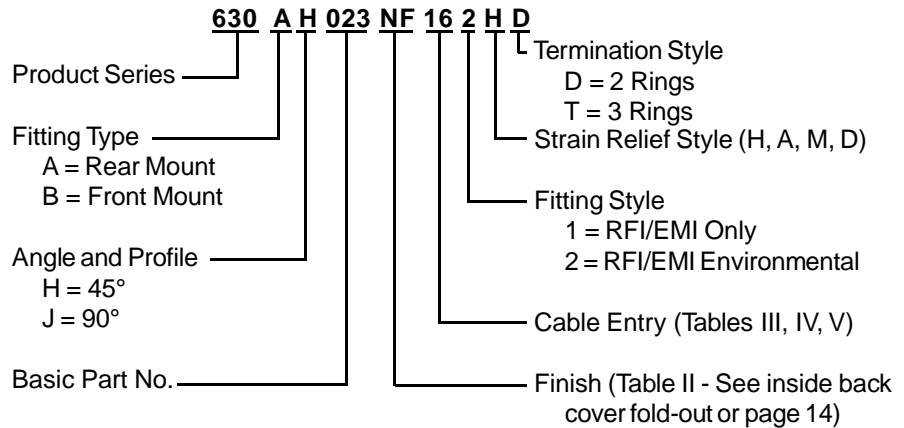 630 A H 023 NF 16 2 H D
Product Series
Fitting Type
A = Rear Mount
B = Front Mount
Angle and Profile
H = 45°
J = 90°
Basic Part No.
Termination Style
D = 2 Rings
T = 3 Rings
Strain Relief Style (H, A, M, D)
Fitting Style
1 = RFI/EMI Only
2 = RFI/EMI Environmental
Cable Entry (Tables III, IV, V)
Finish (Table II - See inside back
cover fold-out or page 14)